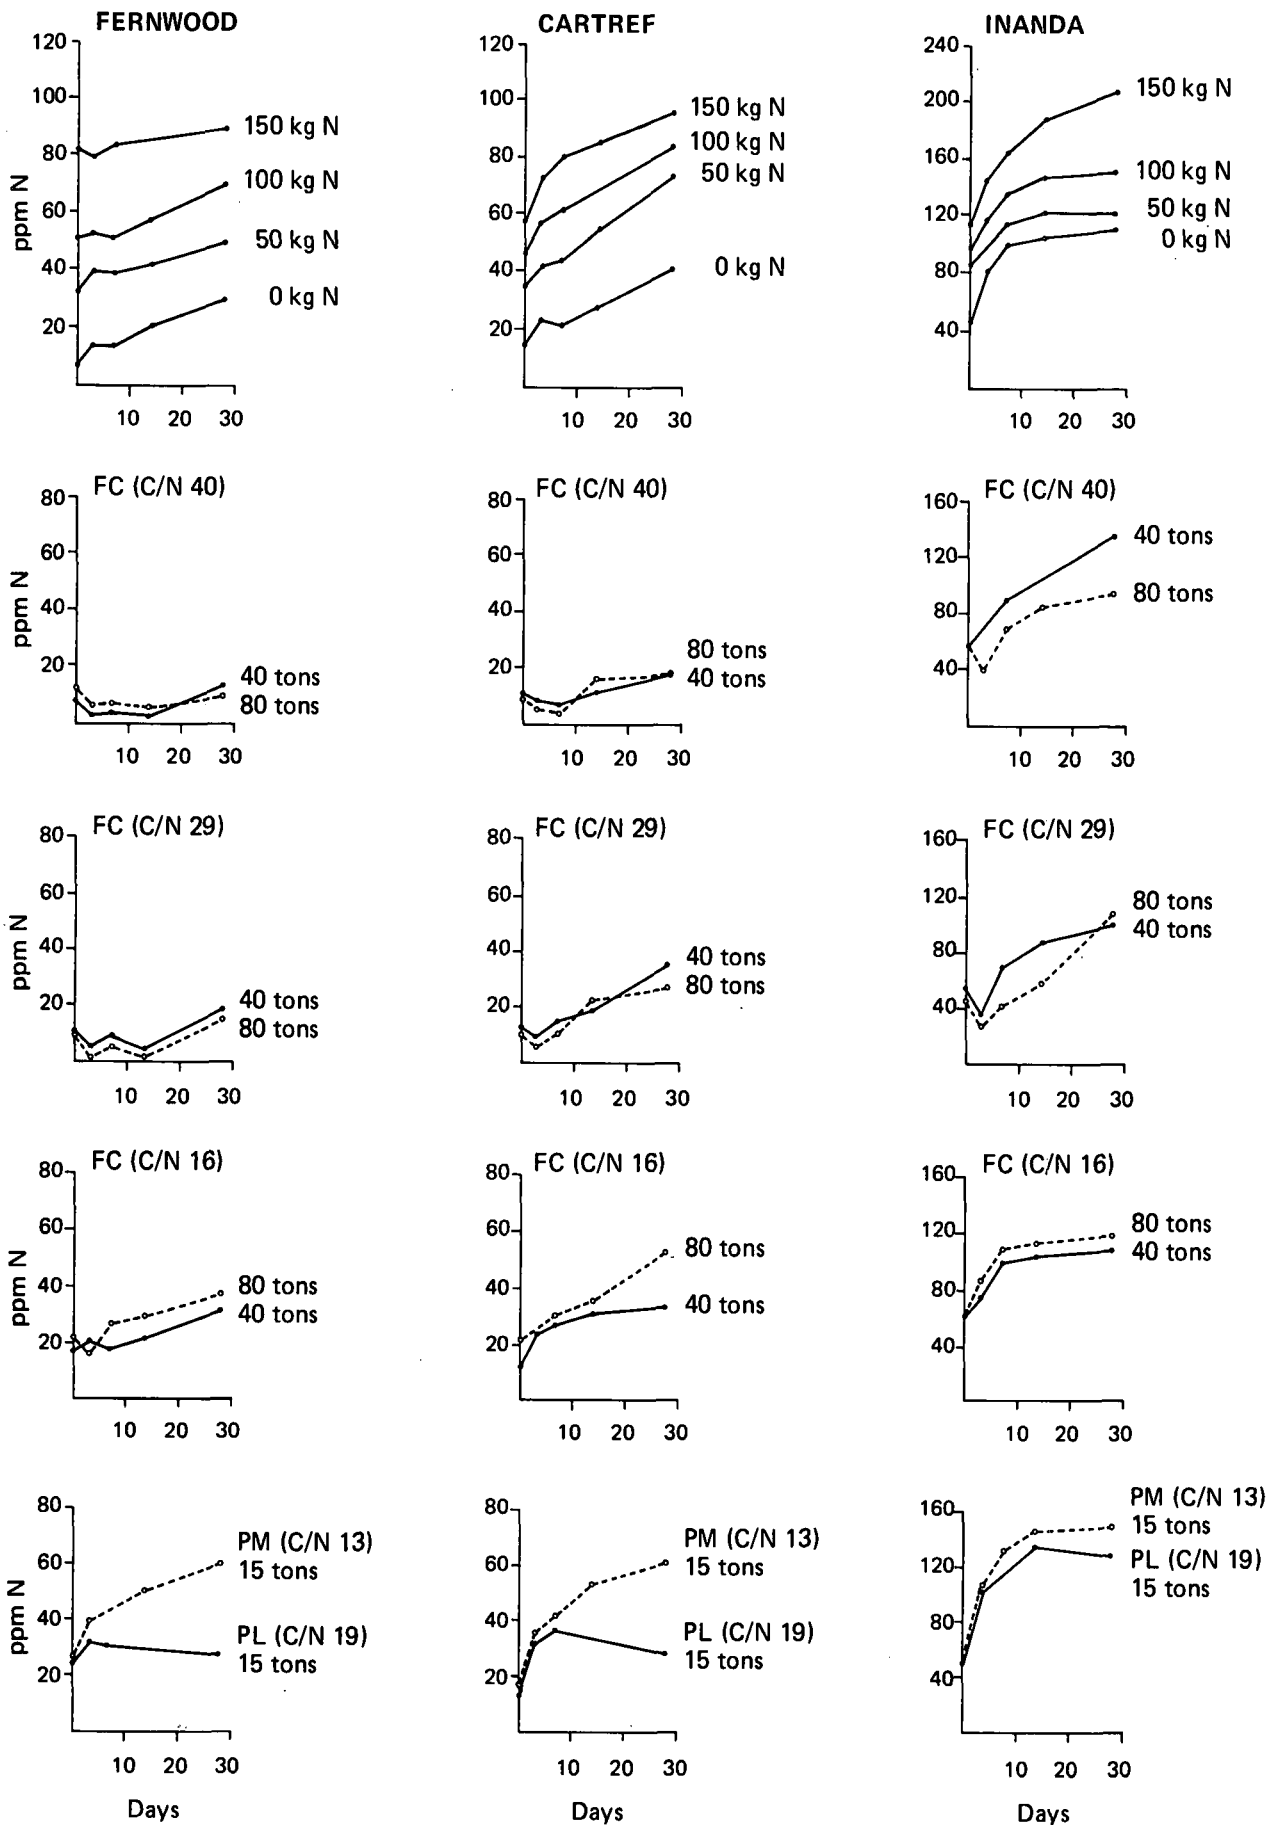 FERNWOOD
120
100
80
60
40
20
ppm N
150 kg N
100 kg N
50 kg N
0 kg N
10 20 30
CARTREF
120
100
80
60
40
20
150 kg N
100 kg N
50 kg N
0 kg N
10 20 30
INANDA
240
200
160
120
80
40
150 kg N
100 kg N
50 kg N
0 kg N
10 20 30
FC (C/N 40)
80
60
40
20
ppm N
40 tons
80 tons
10 20 30
FC (C/N 40)
80
60
40
20
80 tons
40 tons
10 20 30
FC (C/N 40)
160
120
80
40
40 tons
80 tons
10 20 30
FC (C/N 29)
80
60
40
20
ppm N
40 tons
80 tons
10 20 30
FC (C/N 29)
80
60
40
20
40 tons
80 tons
10 20 30
FC (C/N 29)
160
120
80
40
80 tons
40 tons
10 20 30
FC (C/N 16)
80
60
40
20
ppm N
80 tons
40 tons
10 20 30
FC (C/N 16)
80
60
40
20
80 tons
40 tons
10 20 30
FC (C/N 16)
160
120
80
40
80 tons
40 tons
10 20 30
80
60
40
20
ppm N
PM (C/N 13)
15 tons
PL (C/N 19)
15 tons
10 20 30
Days
80
60
40
20
PM (C/N 13)
15 tons
PL (C/N 19)
15 tons
10 20 30
Days
160
120
80
40
PM (C/N 13)
15 tons
PL (C/N 19)
15 tons
10 20 30
Days